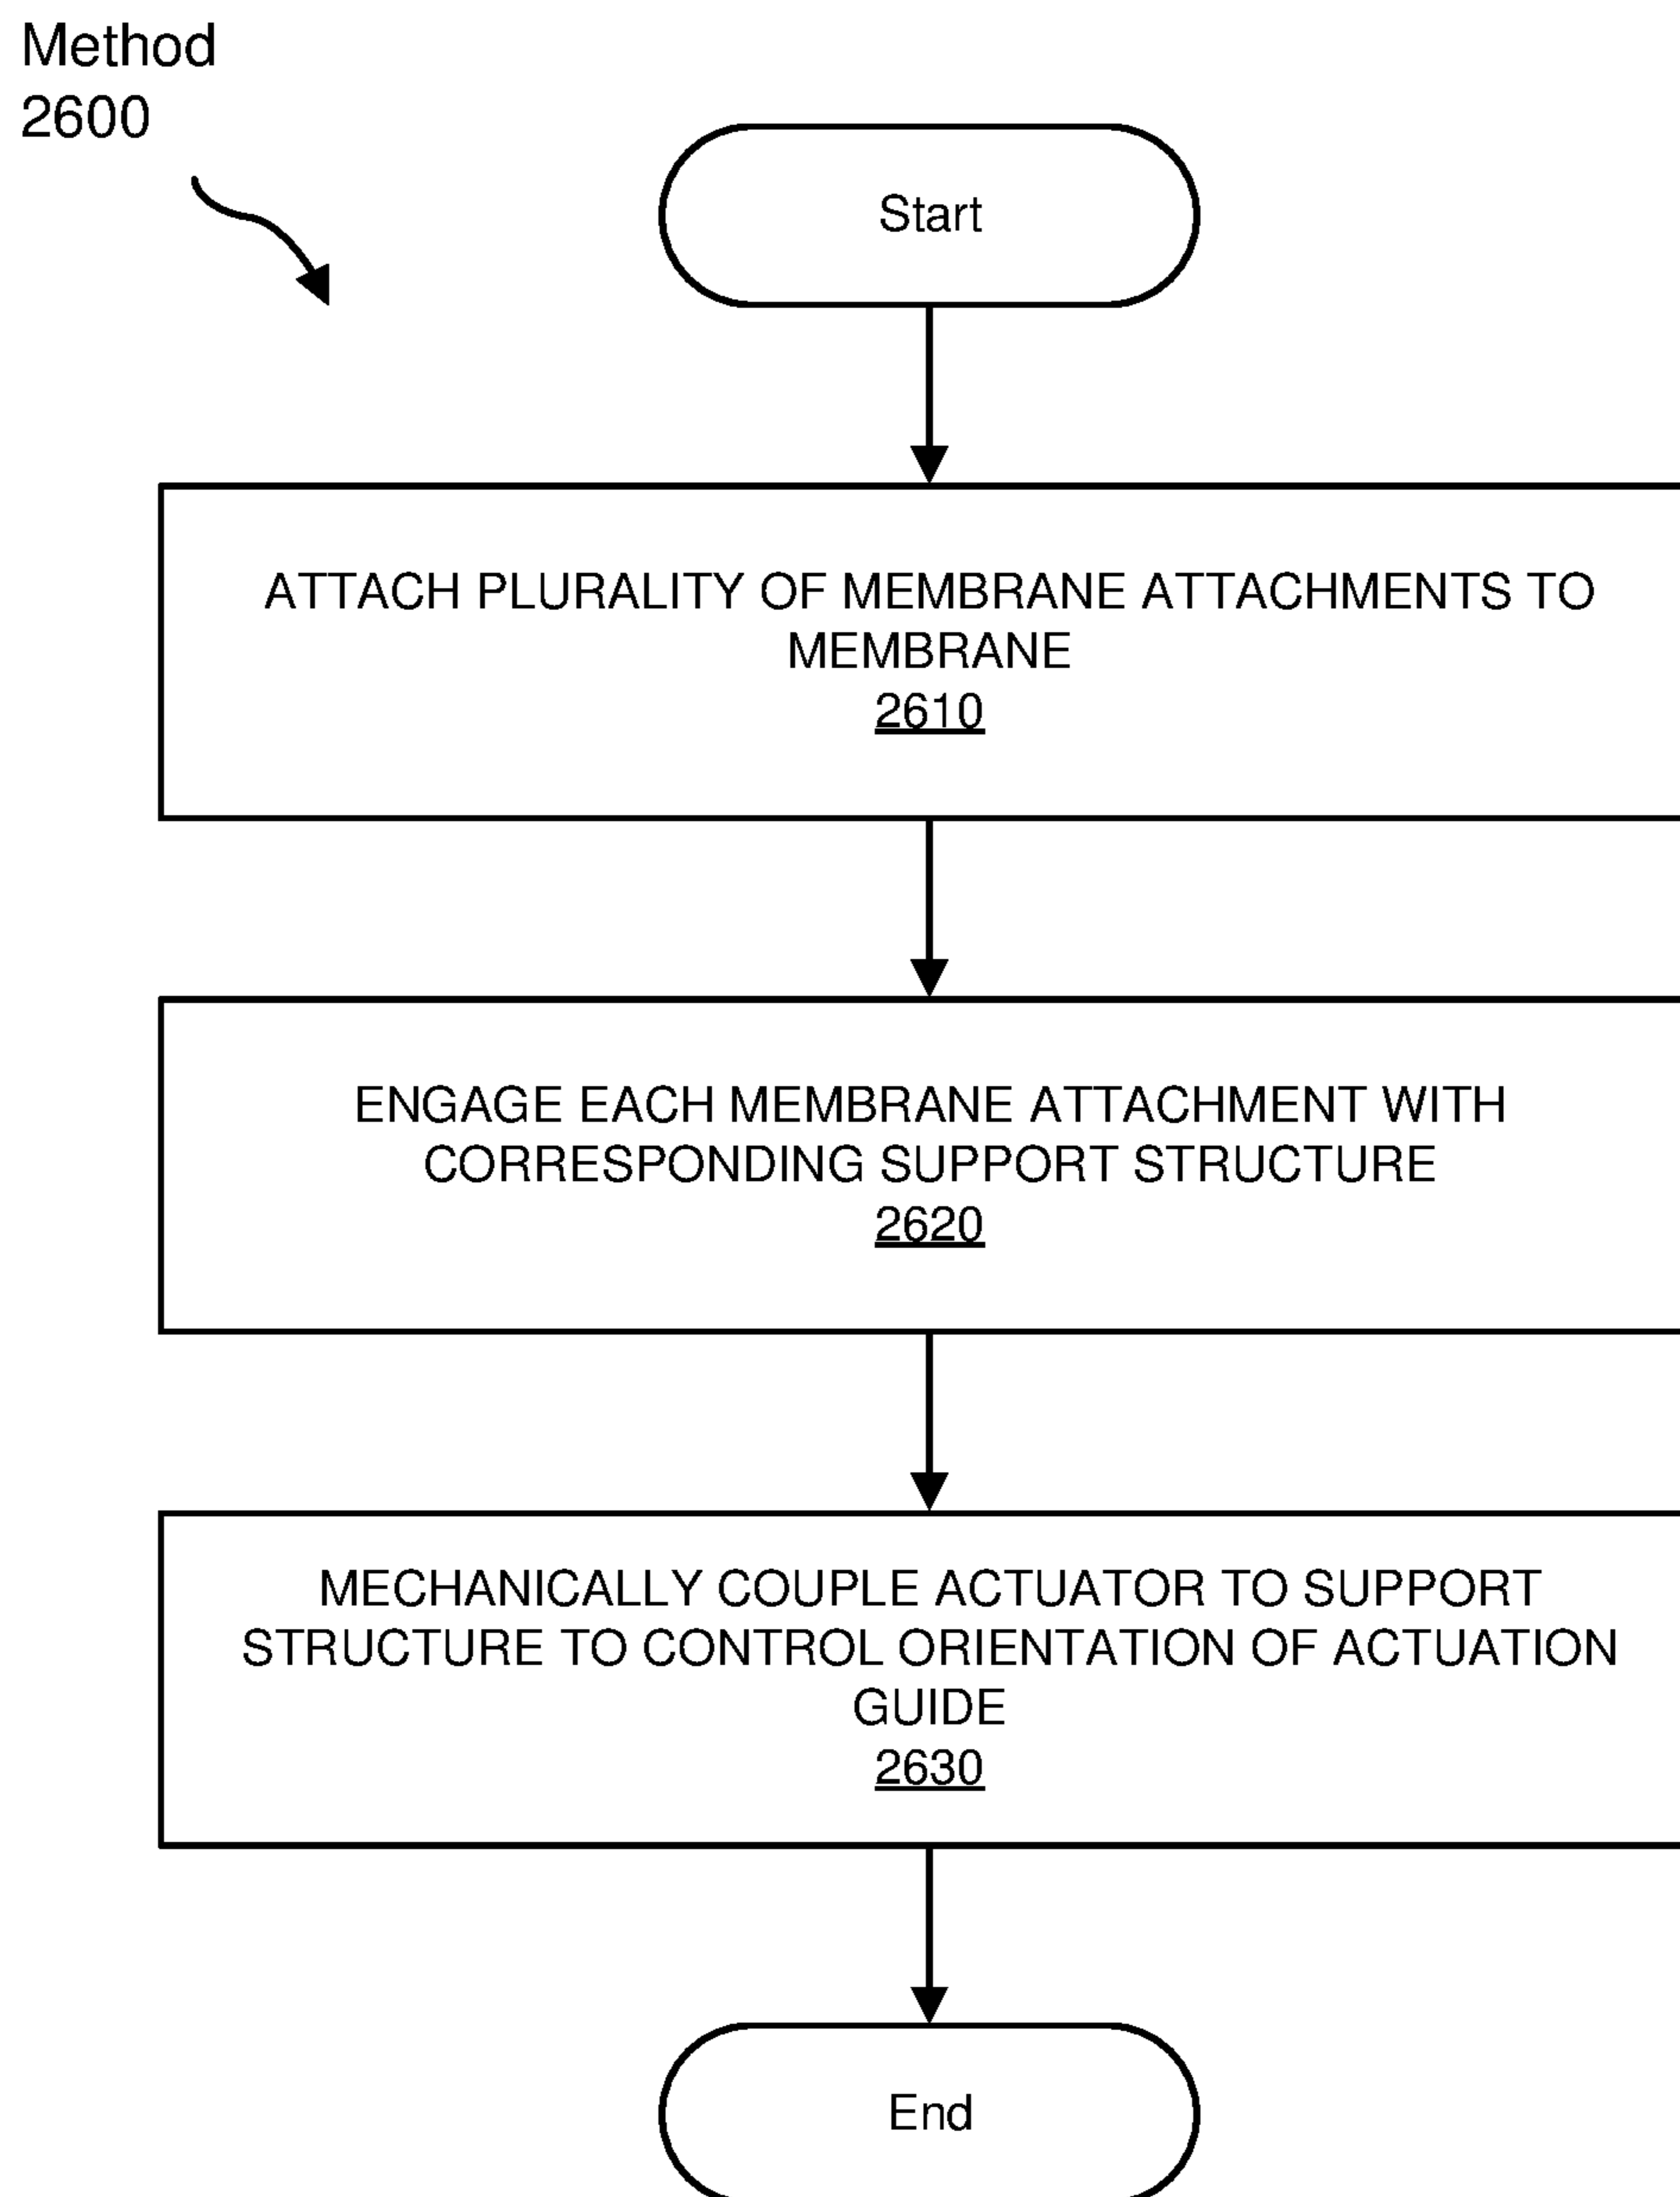 Method
2600
Start
ATTACH PLURALITY OF MEMBRANE ATTACHMENTS TO
MEMBRANE
2610
ENGAGE EACH MEMBRANE ATTACHMENT WITH
CORRESPONDING SUPPORT STRUCTURE
2620
MECHANICALLY COUPLE ACTUATOR TO SUPPORT
STRUCTURE TO CONTROL ORIENTATION OF ACTUATION
GUIDE
2630
End